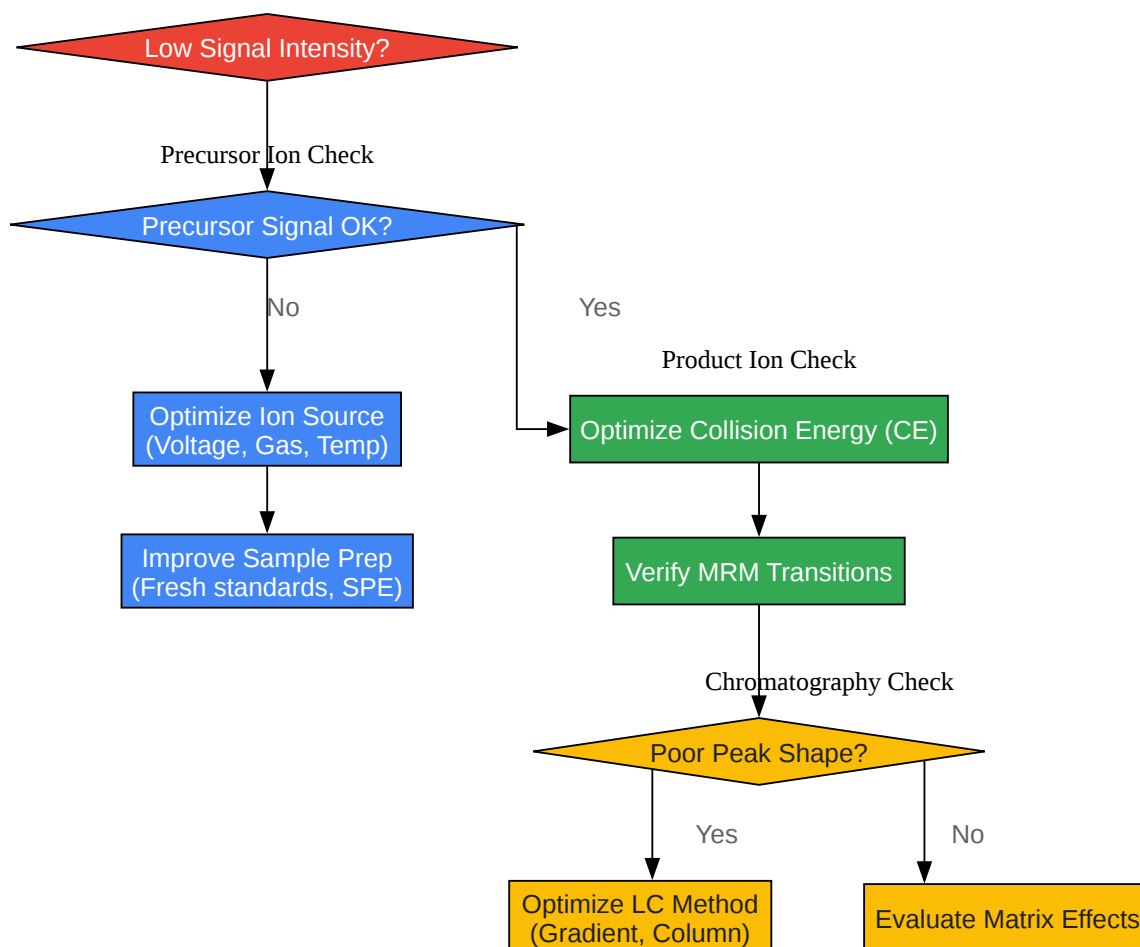 Low Signal Intensity?
Precursor Ion Check
Precursor Signal OK?
No
Yes
Product Ion Check
Optimize Ion Source
(Voltage, Gas, Temp)
Optimize Collision Energy (CE)
Improve Sample Prep
(Fresh standards, SPE)
Verify MRM Transitions
Chromatography Check
Poor Peak Shape?
Yes
No
Optimize LC Method
(Gradient, Column)
Evaluate Matrix Effects